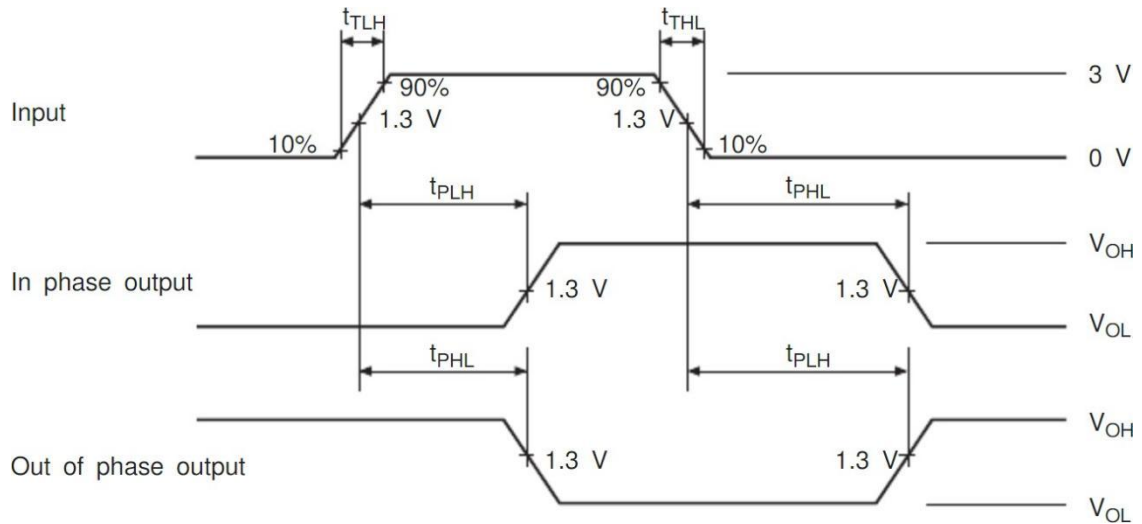 tTLH
tTHL
Input
90%
90%
3 V
1.3 V
1.3 V
10%
10%
0 V
tPLH
tPHL
In phase output
VOH
1.3 V
1.3 V
VOL
tPHL
tPLH
Out of phase output
VOH
1.3 V
1.3 V
VOL